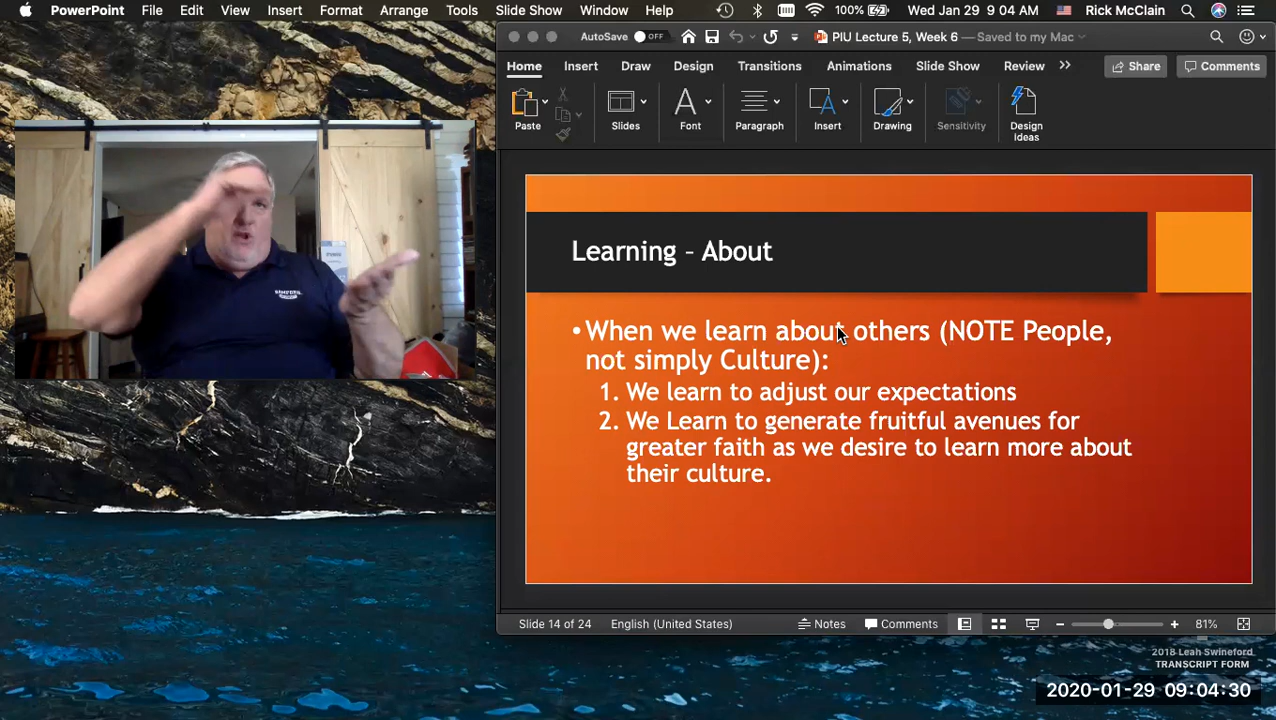 PowerPoint File Edit View Insert Format Arrange Tools Slide Show Window Help 100% Wed Jan 29 9:04 AM Rick McClain
AutoSave OFF PIU Lecture 5, Week 6 — Saved to my Mac
Home Insert Draw Design Transitions Animations Slide Show Review Share Comments
Paste Slides Font Paragraph Insert Drawing Sensitivity Design
Ideas
SAMFORD
Learning – About
•When we learn about others (NOTE People,
not simply Culture):
1. We learn to adjust our expectations
2. We Learn to generate fruitful avenues for
greater faith as we desire to learn more about
their culture.
Slide 14 of 24 English (United States) Notes Comments 81%
2018 Leah Swineford
TRANSCRIPT FORM
2020-01-29 09:04:30